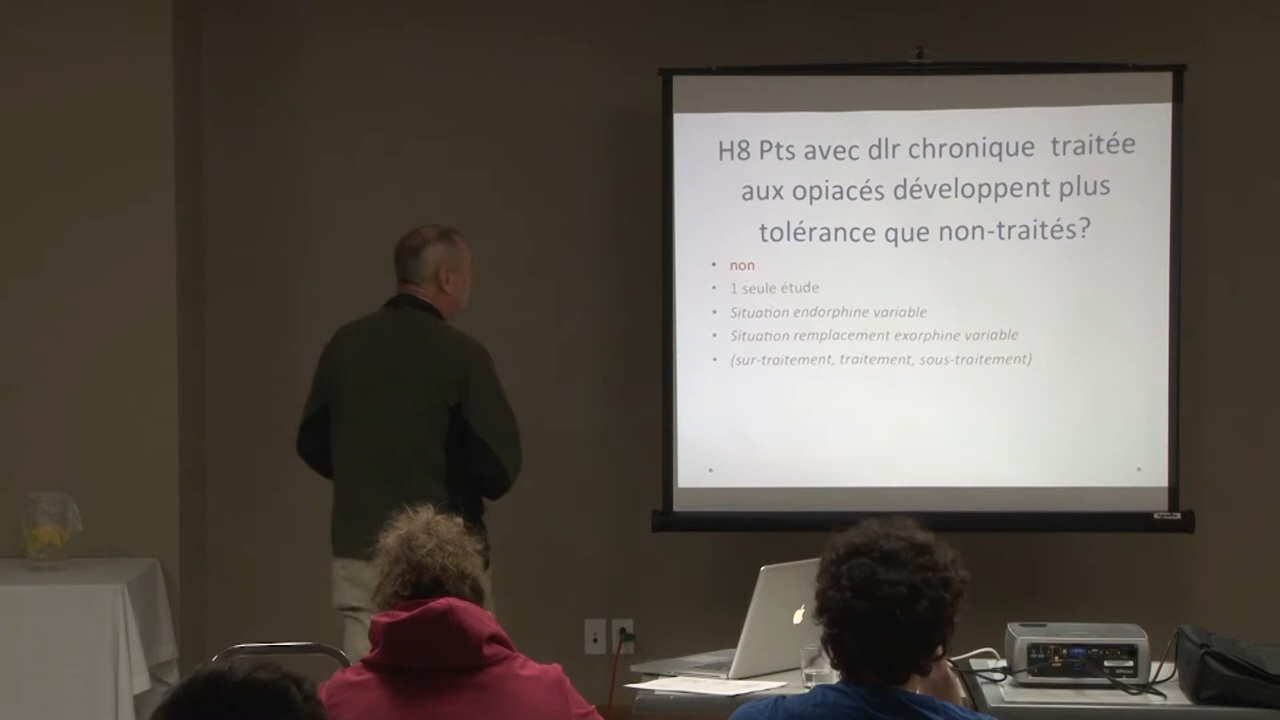 H8 Pts avec dlr chronique traitée
aux opiacés développent plus
tolérance que non-traités?
• non
• 1 seule étude
• Situation endorphine variable
• Situation remplacement exorphine variable
• (sur-traitement, traitement, sous-traitement)